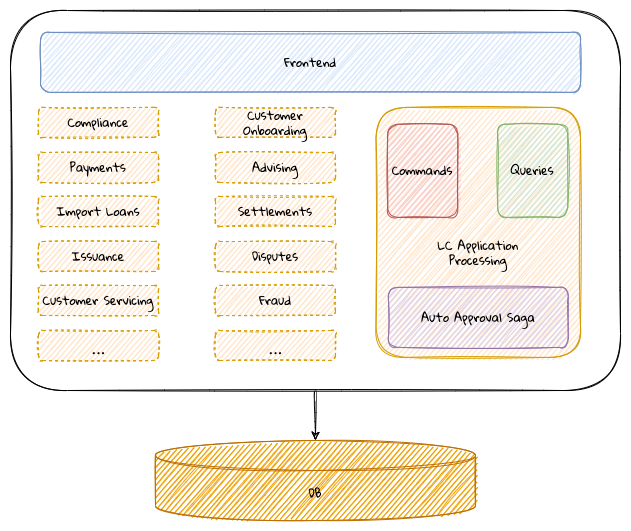 Frontend
Compliance
Customer
Onboarding
Payments
Advising
Import Loans
Settlements
Issuance
Disputes
Customer Servicing
Fraud
...
...
Commands
Queries
LC Application
Processing
Auto Approval Saga
DB